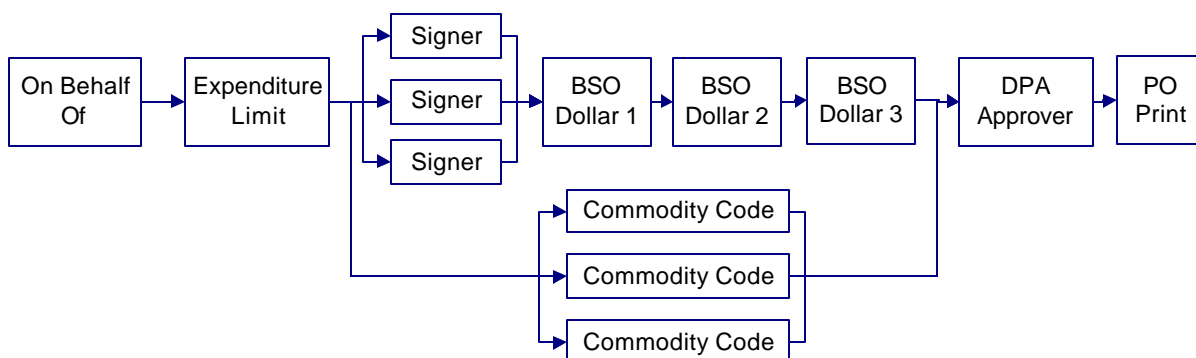 On Behalf
Of
Expenditure
Limit
Signer
Signer
Signer
BSO
Dollar 1
BSO
Dollar 2
BSO
Dollar 3
DPA
Approver
PO
Print
Commodity Code
Commodity Code
Commodity Code